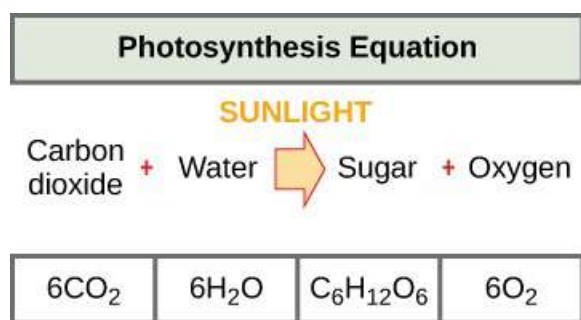 Photosynthesis Equation
SUNLIGHT
Carbon dioxide + Water Sugar + Oxygen
6CO₂ 6H₂O C₆H₁₂O₆ 6O₂